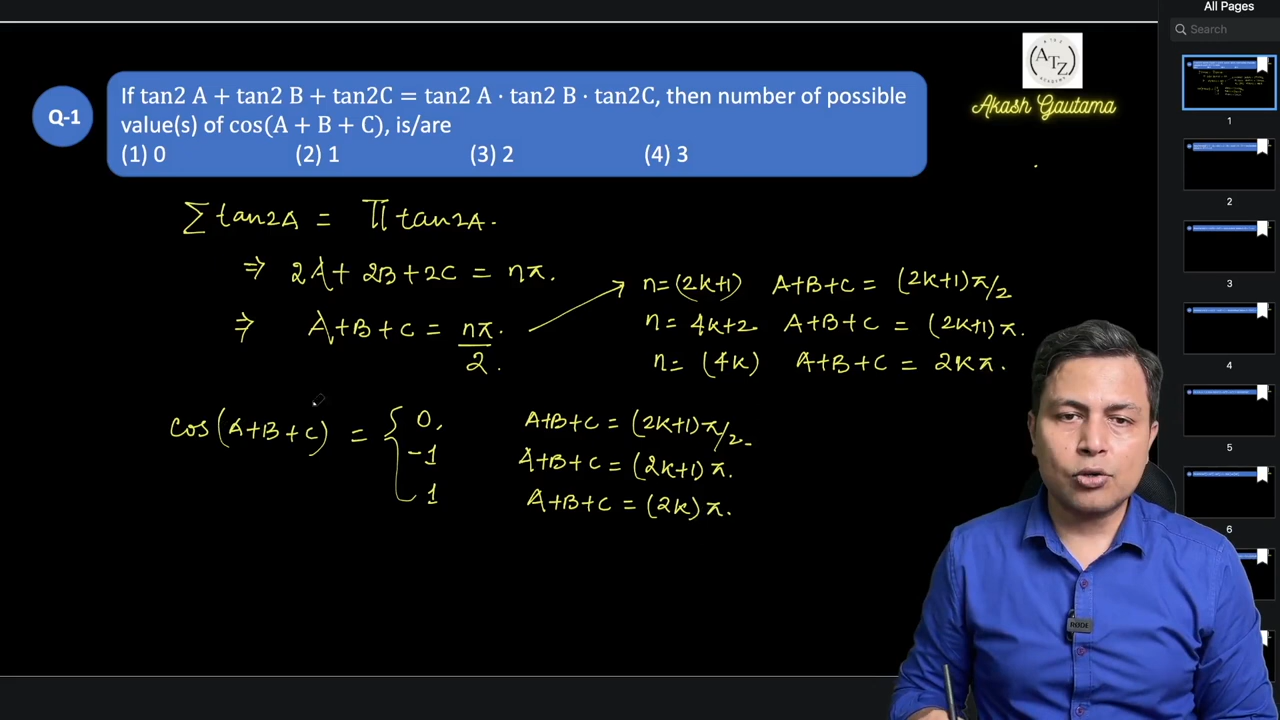 All Pages
Search
ATZ
ACADEMY
Akash Gautama
Q-1
If tan2 A + tan2 B + tan2C = tan2 A · tan2 B · tan2C, then number of possible
value(s) of cos(A + B + C), is/are
(1) 0 (2) 1 (3) 2 (4) 3
∑ tan2A = ∏ tan2A.
⇒ 2A + 2B + 2C = nπ.
⇒ A+B+C = nπ/2.
n = (2k+1) A+B+C = (2k+1)π/2
n = 4k+2 A+B+C = (2k+1)π.
n = (4k) A+B+C = 2kπ.
cos(A+B+C) = { 0, A+B+C = (2k+1)π/2.
-1 A+B+C = (2k+1)π.
1 A+B+C = (2k)π.
RODE
1
2
3
4
5
6